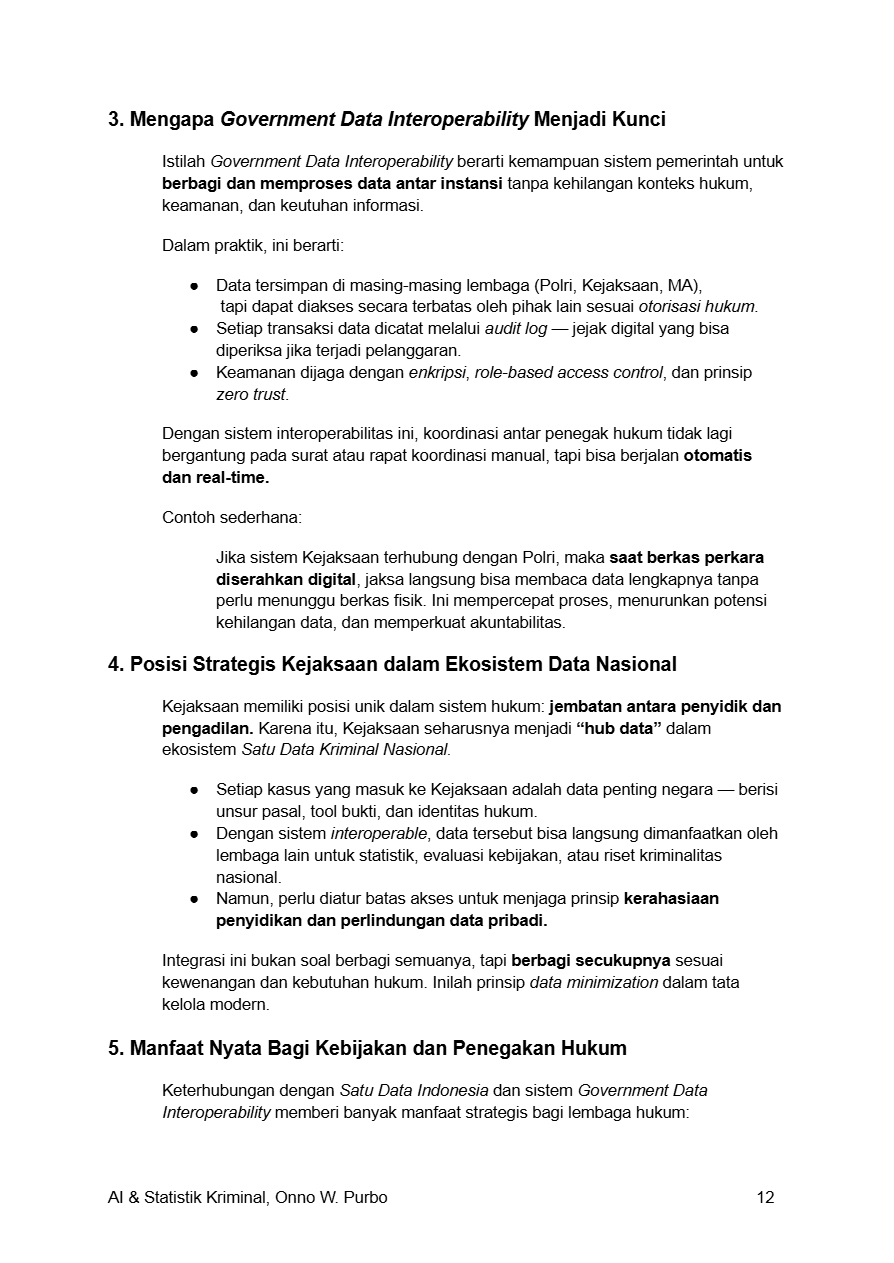 3. Mengapa Government Data Interoperability Menjadi Kunci
Istilah Government Data Interoperability berarti kemampuan sistem pemerintah untuk
berbagi dan memproses data antar instansi tanpa kehilangan konteks hukum,
keamanan, dan keutuhan informasi.
Dalam praktik, ini berarti:
● Data tersimpan di masing-masing lembaga (Polri, Kejaksaan, MA),
tapi dapat diakses secara terbatas oleh pihak lain sesuai otorisasi hukum.
● Setiap transaksi data dicatat melalui audit log — jejak digital yang bisa
diperiksa jika terjadi pelanggaran.
● Keamanan dijaga dengan enkripsi, role-based access control, dan prinsip
zero trust.
Dengan sistem interoperabilitas ini, koordinasi antar penegak hukum tidak lagi
bergantung pada surat atau rapat koordinasi manual, tapi bisa berjalan otomatis
dan real-time.
Contoh sederhana:
Jika sistem Kejaksaan terhubung dengan Polri, maka saat berkas perkara
diserahkan digital, jaksa langsung bisa membaca data lengkapnya tanpa
perlu menunggu berkas fisik. Ini mempercepat proses, menurunkan potensi
kehilangan data, dan memperkuat akuntabilitas.
4. Posisi Strategis Kejaksaan dalam Ekosistem Data Nasional
Kejaksaan memiliki posisi unik dalam sistem hukum: jembatan antara penyidik dan
pengadilan. Karena itu, Kejaksaan seharusnya menjadi “hub data” dalam
ekosistem Satu Data Kriminal Nasional.
● Setiap kasus yang masuk ke Kejaksaan adalah data penting negara — berisi
unsur pasal, tool bukti, dan identitas hukum.
● Dengan sistem interoperable, data tersebut bisa langsung dimanfaatkan oleh
lembaga lain untuk statistik, evaluasi kebijakan, atau riset kriminalitas
nasional.
● Namun, perlu diatur batas akses untuk menjaga prinsip kerahasiaan
penyidikan dan perlindungan data pribadi.
Integrasi ini bukan soal berbagi semuanya, tapi berbagi secukupnya sesuai
kewenangan dan kebutuhan hukum. Inilah prinsip data minimization dalam tata
kelola modern.
5. Manfaat Nyata Bagi Kebijakan dan Penegakan Hukum
Keterhubungan dengan Satu Data Indonesia dan sistem Government Data
Interoperability memberi banyak manfaat strategis bagi lembaga hukum:
AI & Statistik Kriminal, Onno W. Purbo 12